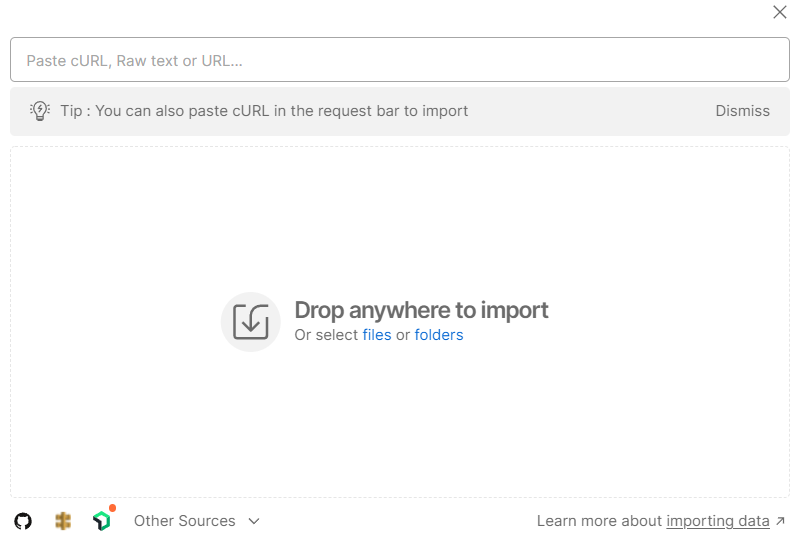 Paste cURL, Raw text or URL...
Tip : You can also paste cURL in the request bar to import
Dismiss
Drop anywhere to import
Or select files or folders
Other Sources
Learn more about importing data